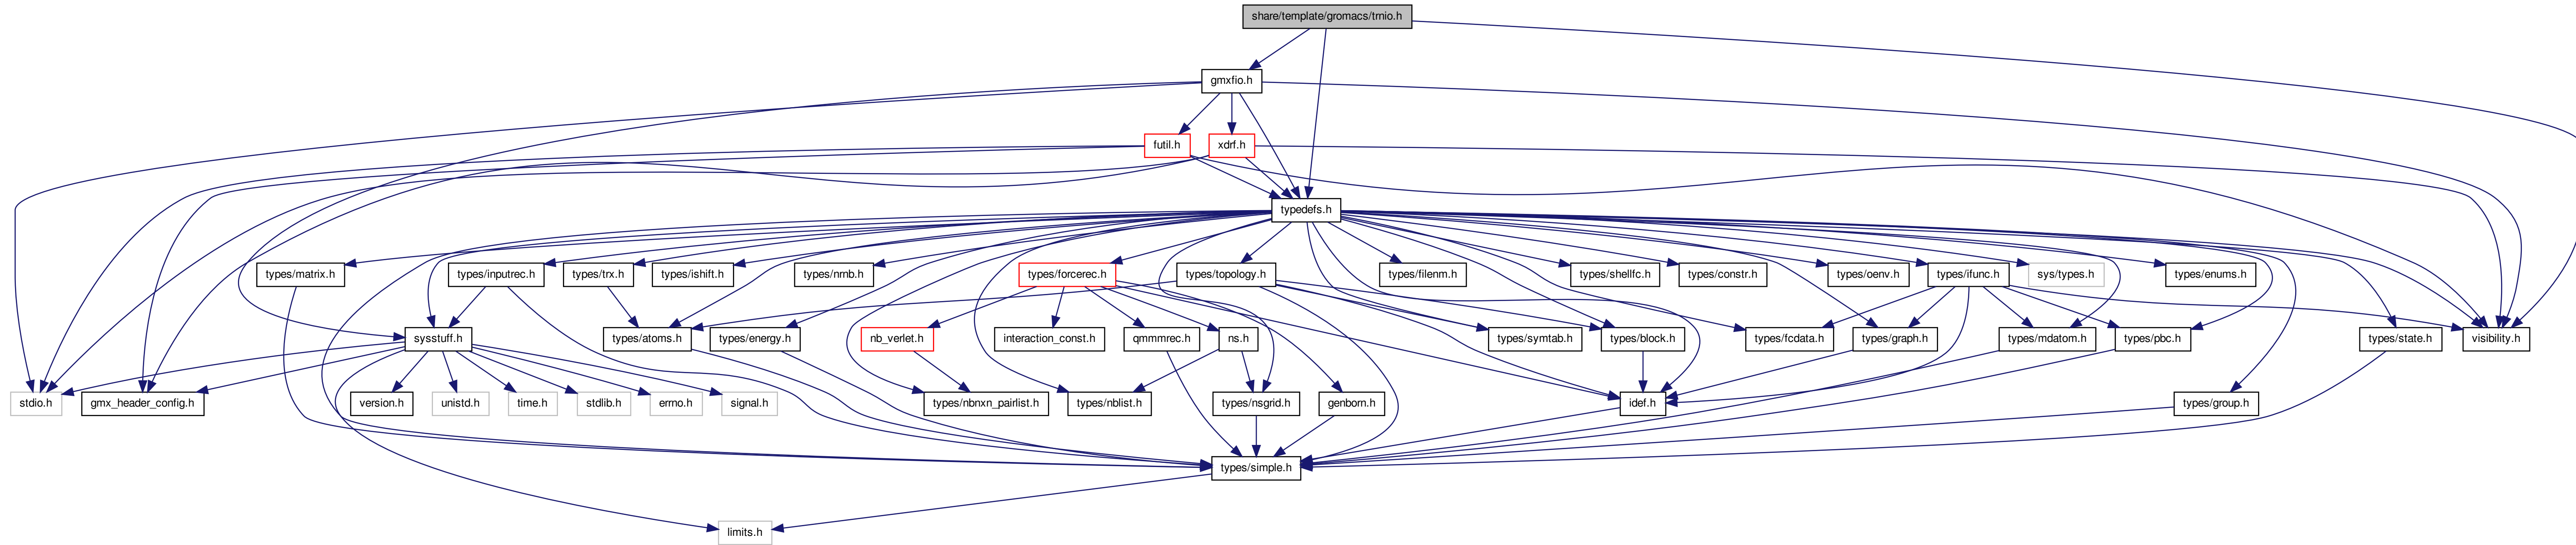 share/template/gromacs/trnio.h
gmxfio.h
futil.h
xdrf.h
typedefs.h
types/matrix.h
types/inputrec.h
types/trx.h
types/ishift.h
types/nrnb.h
types/forcerec.h
types/topology.h
types/filenm.h
types/shellfc.h
types/constr.h
types/oenv.h
types/ifunc.h
sys/types.h
types/enums.h
sysstuff.h
types/atoms.h
types/energy.h
nb_verlet.h
interaction_const.h
qmmmrec.h
ns.h
types/symtab.h
types/block.h
types/fcdata.h
types/graph.h
types/mdatom.h
types/pbc.h
types/state.h
visibility.h
stdio.h
gmx_header_config.h
version.h
unistd.h
time.h
stdlib.h
errno.h
signal.h
types/nbnxn_pairlist.h
types/nblist.h
types/nsgrid.h
genborn.h
idef.h
types/group.h
types/simple.h
limits.h